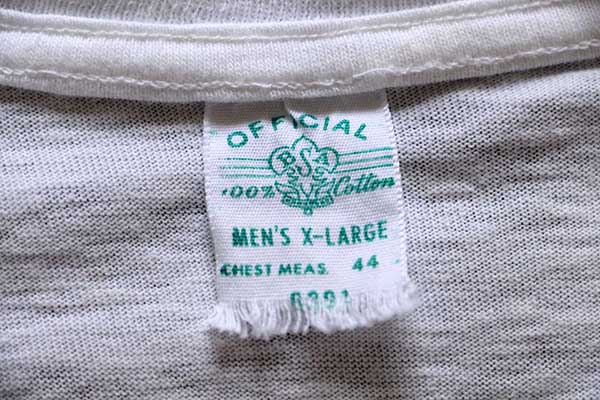 OFFICIAL
BSA
100% Cotton
MEN'S X-LARGE
CHEST MEAS. 44